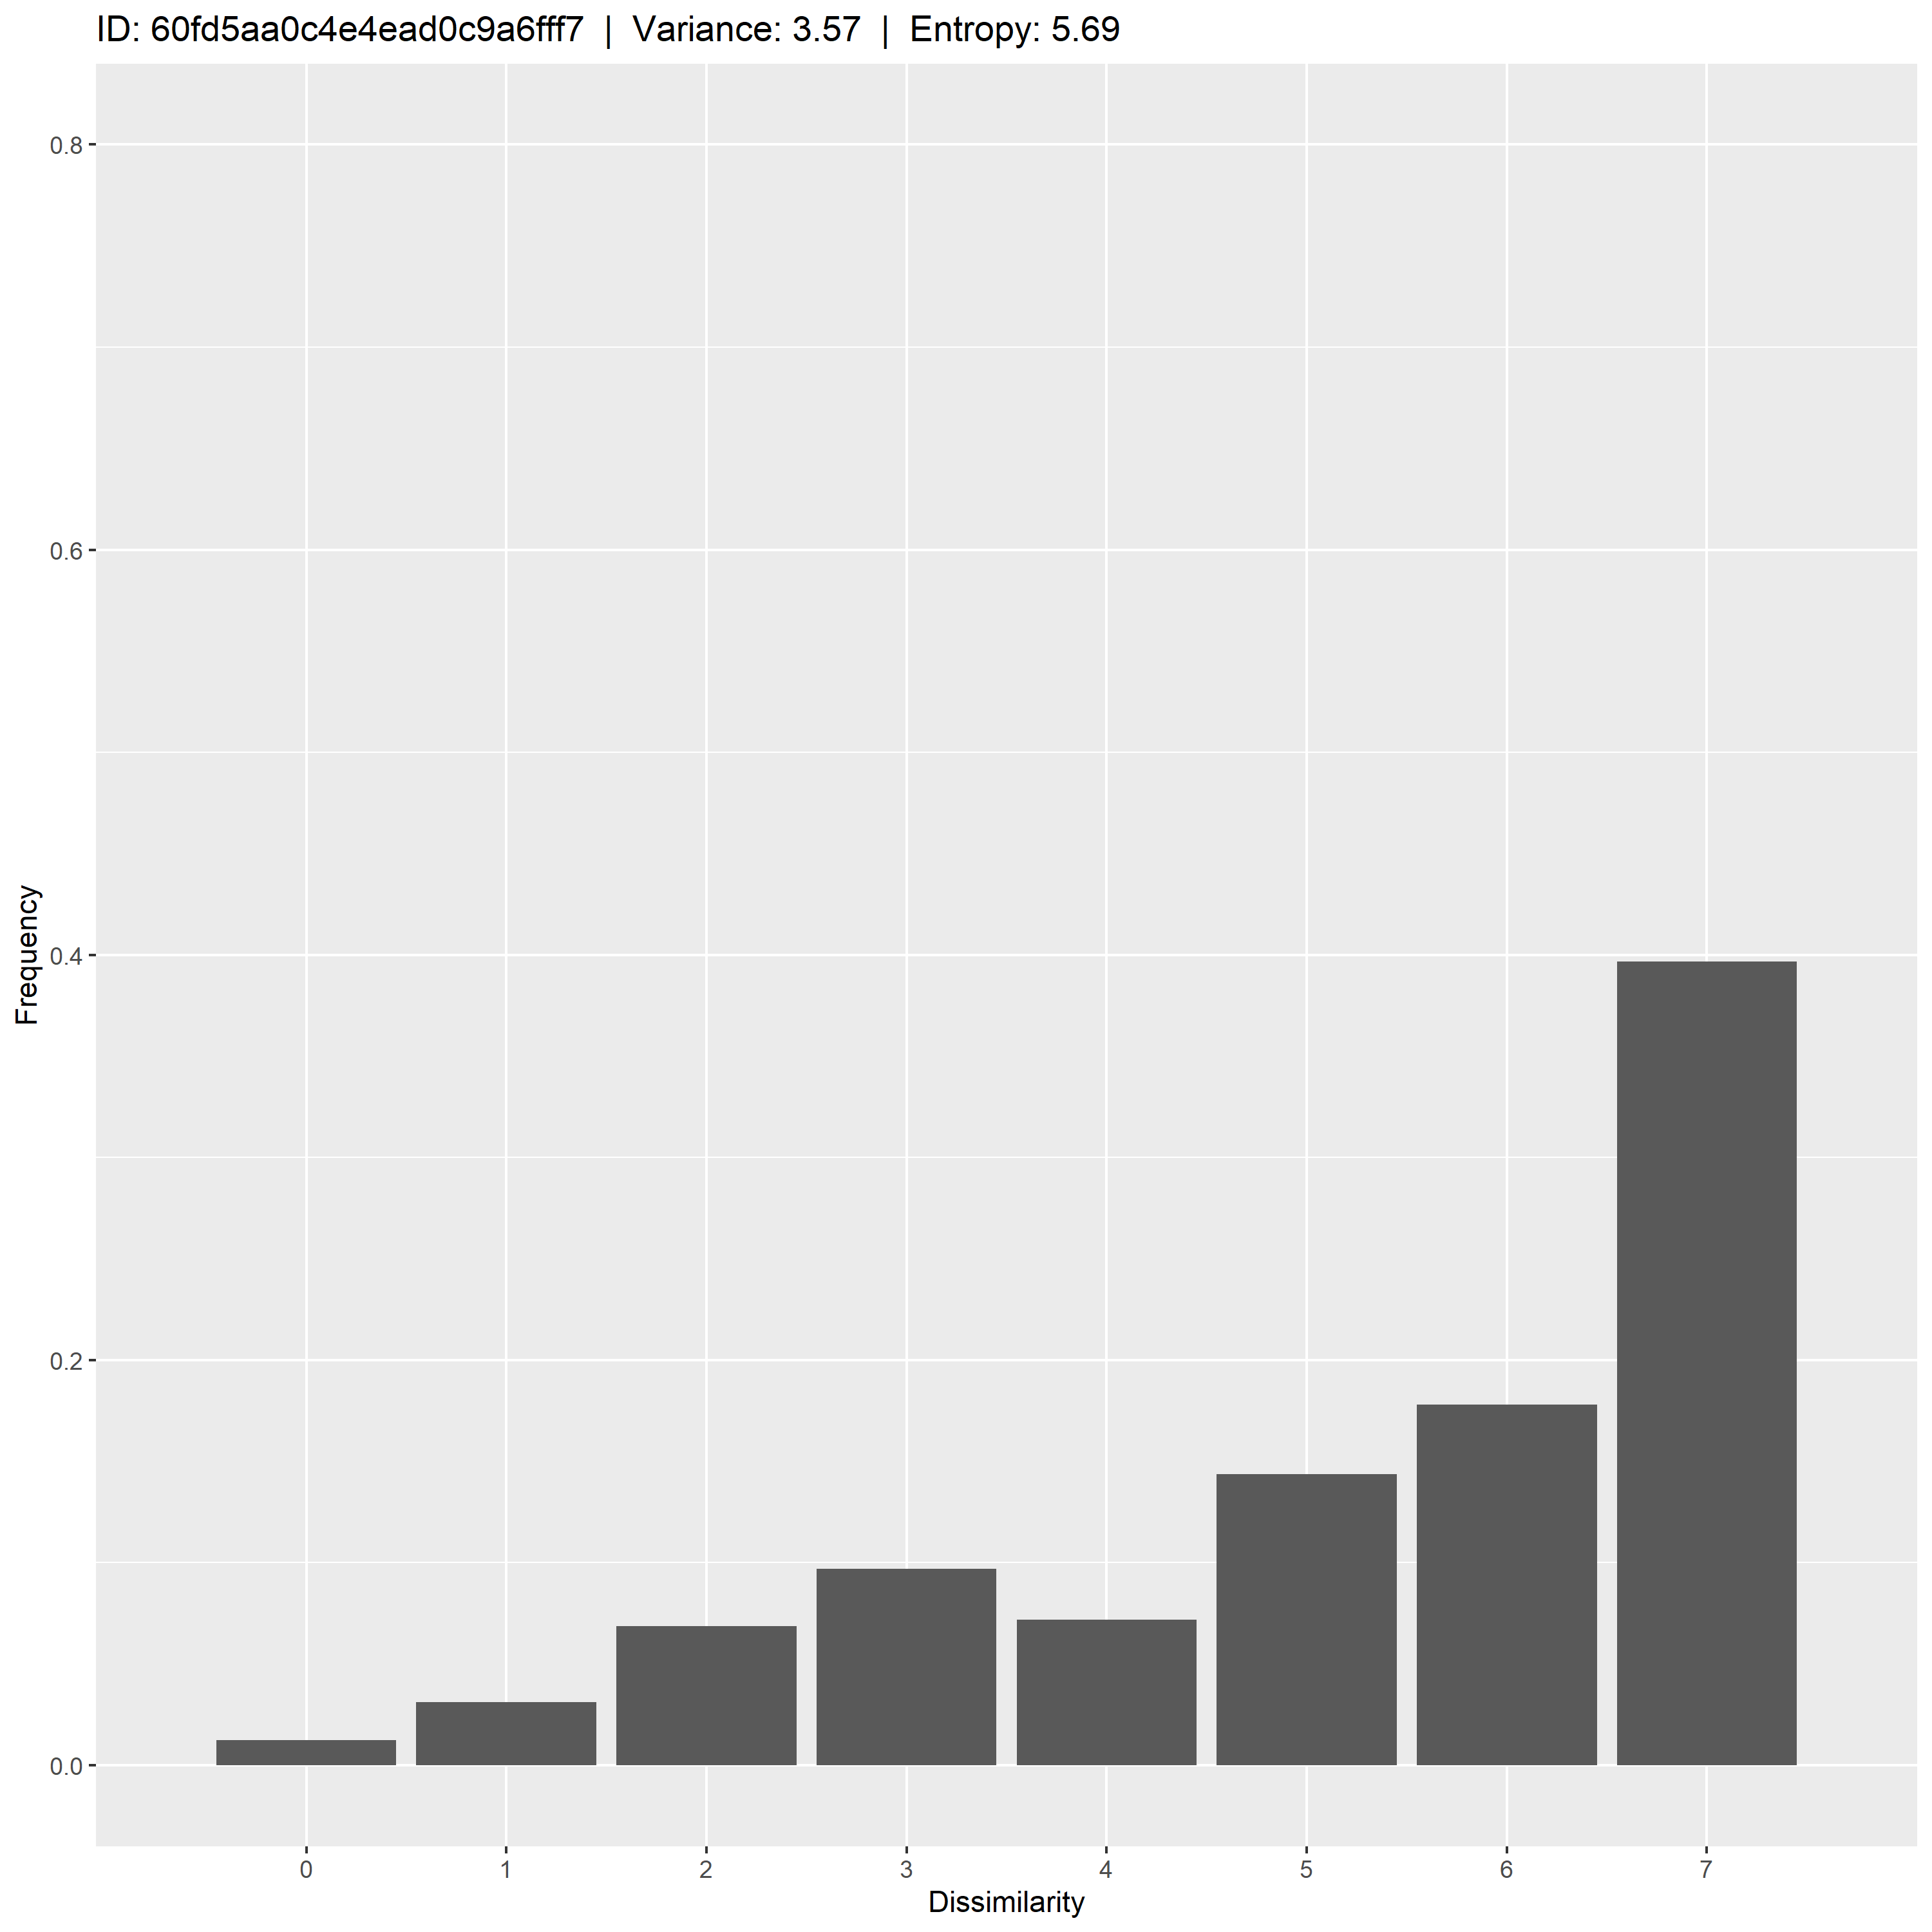 ID: 60fd5aa0c4e4ead0c9a6fff7 | Variance: 3.57 | Entropy: 5.69
0.8
0.6
0.4
0.2
0.0
Frequency
0 1 2 3 4 5 6 7
Dissimilarity